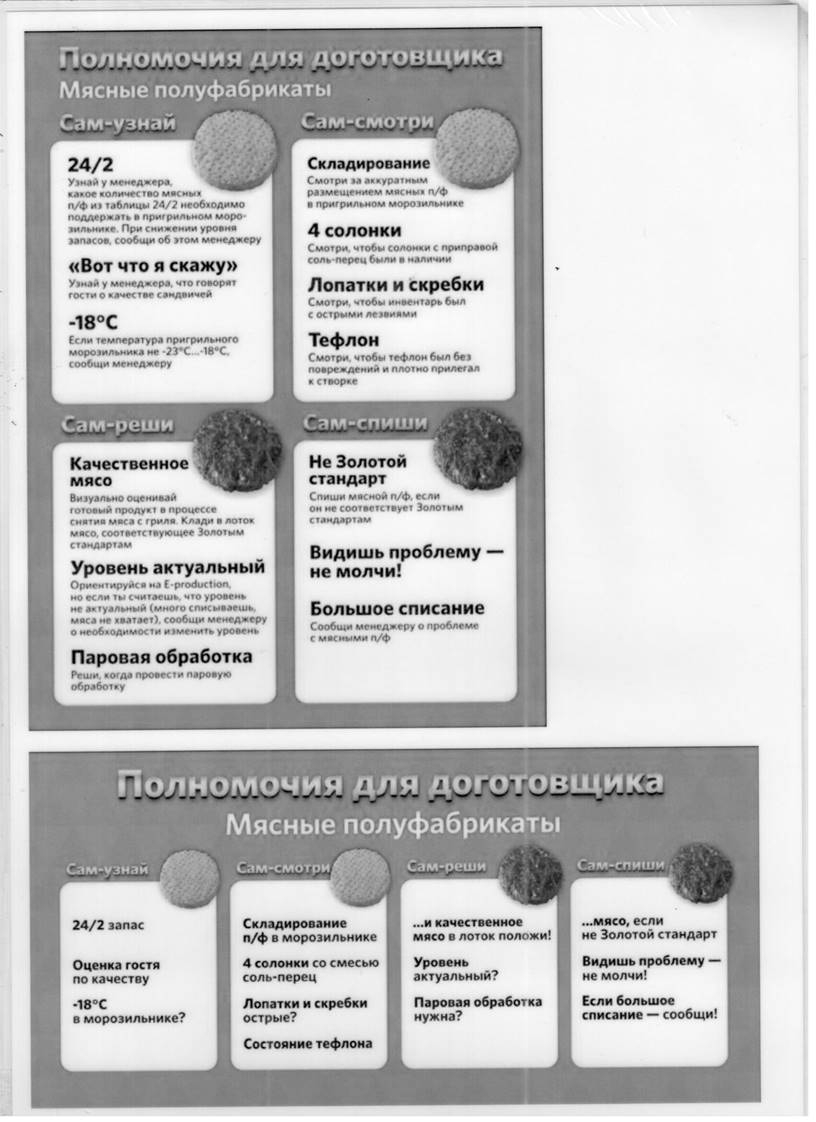 Полномочия для доготовщика
Мясные полуфабрикаты
Сам-узнай
24/2
Узнай у менеджера,
какое количество мясных
п/ф из таблицы 24/2 необходимо
поддержать в пригрильном моро-
зильнике. При снижении уровня
запасов, сообщи об этом менеджеру
«Вот что я скажу»
Узнай у менеджера, что говорят
гости о качестве сандвичей
-18°C
Если температура пригрильного
морозильника не -23°C...-18°C,
сообщи менеджеру
Сам-смотри
Складирование
Смотри за аккуратным
размещением мясных п/ф
в пригрильном морозильнике
4 солонки
Смотри, чтобы солонки с приправой
соль-перец были в наличии
Лопатки и скребки
Смотри, чтобы инвентарь был
с острыми лезвиями
Тефлон
Смотри, чтобы тефлон был без
повреждений и плотно прилегал
к створке
Сам-реши
Качественное
мясо
Визуально оценивай
готовый продукт в процессе
снятия мяса с гриля. Клади в лоток
мясо, соответствующее Золотым
стандартам
Уровень актуальный
Ориентируйся на E-production,
но если ты считаешь, что уровень
не актуальный (много списываешь,
мяса не хватает), сообщи менеджеру
о необходимости изменить уровень
Паровая обработка
Реши, когда провести паровую
обработку
Сам-спиши
Не Золотой
стандарт
Спиши мясной п/ф, если
он не соответствует Золотым
стандартам
Видишь проблему —
не молчи!
Большое списание
Сообщи менеджеру о проблеме
с мясными п/ф
Полномочия для доготовщика
Мясные полуфабрикаты
Сам-узнай
24/2 запас
Оценка гостя
по качеству
-18°C
в морозильнике?
Сам-смотри
Складирование
п/ф в морозильнике
4 солонки со смесью
соль-перец
Лопатки и скребки
острые?
Состояние тефлона
Сам-реши
...и качественное
мясо в лоток положи!
Уровень
актуальный?
Паровая обработка
нужна?
Сам-спиши
...мясо, если
не Золотой стандарт
Видишь проблему —
не молчи!
Если большое
списание — сообщи!